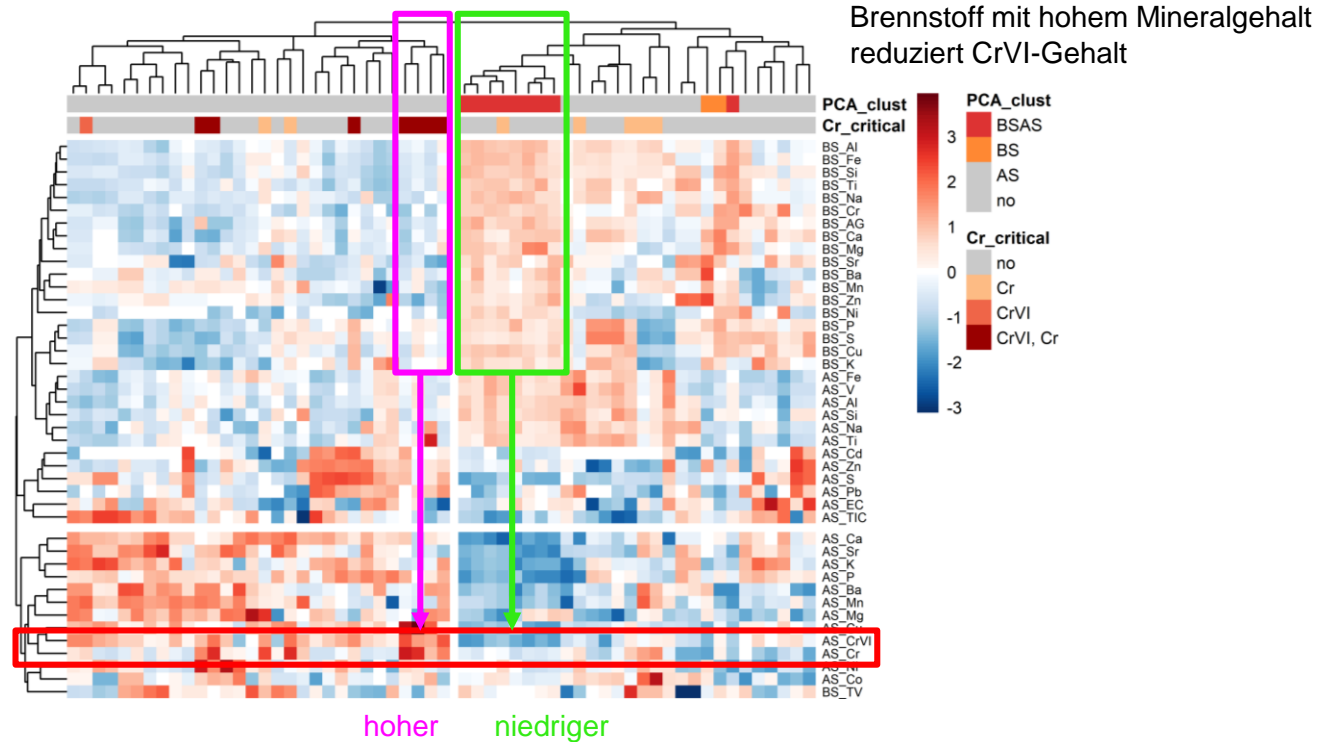 Brennstoff mit hohem Mineralgehalt
reduziert CrVI-Gehalt
PCA_clust
Cr_critical
BS_Al
BS_Fe
BS_Si
BS_Ti
BS_Na
BS_Cr
BS_AG
BS_Ca
BS_Mg
BS_Sr
BS_Ba
BS_Mn
BS_Zn
BS_Ni
BS_P
BS_S
BS_Cu
BS_K
AS_Fe
AS_V
AS_Al
AS_Si
AS_Na
AS_Ti
AS_Cd
AS_Zn
AS_S
AS_Pb
AS_EC
AS_TIC
AS_Ca
AS_Sr
AS_K
AS_P
AS_Ba
AS_Mn
AS_Mg
AS_Cu
AS_CrVI
AS_Cr
AS_Ni
AS_Co
BS_TV
3
2
1
0
-1
-2
-3
PCA_clust
BSAS
BS
AS
no
Cr_critical
no
Cr
CrVI
CrVI, Cr
hoher
niedriger